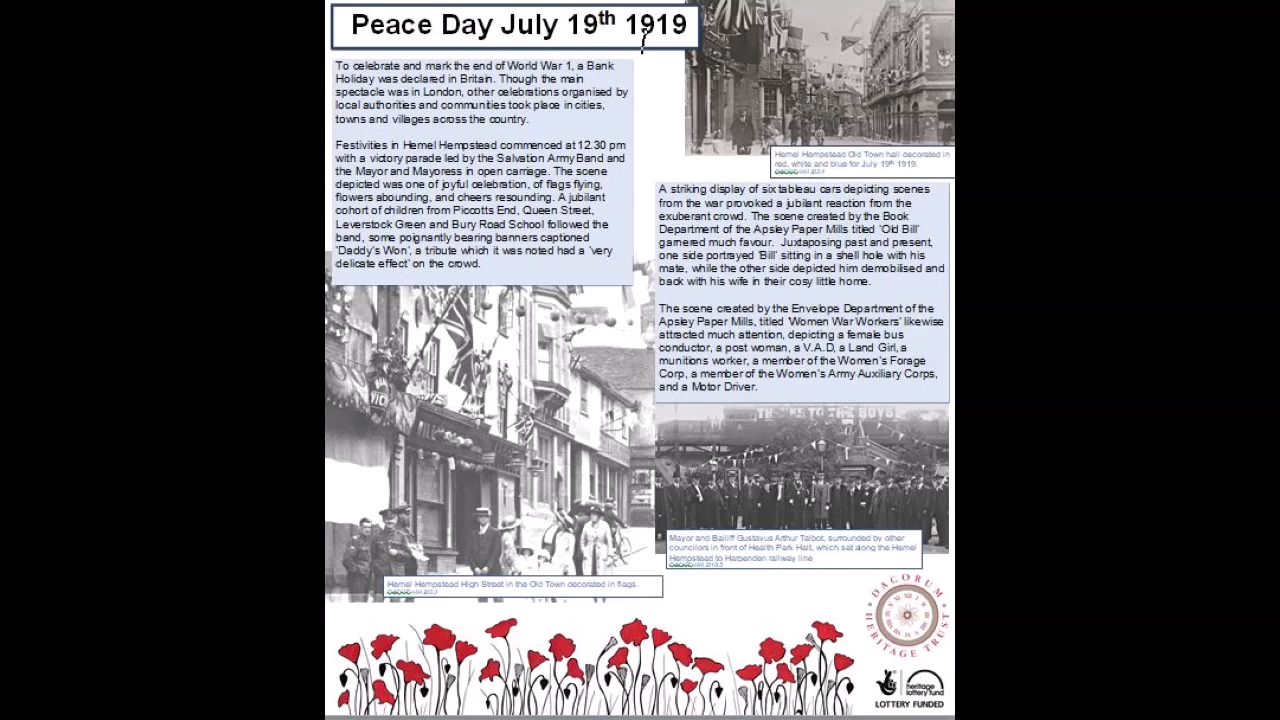 Peace Day July 19th 1919
To celebrate and mark the end of World War 1, a Bank
Holiday was declared in Britain. Though the main
spectacle was in London, other celebrations organised by
local authorities and communities took place in cities,
towns and villages across the country.
Festivities in Hemel Hempstead commenced at 12.30 pm
with a victory parade led by the Salvation Army Band and
the Mayor and Mayoress in open carriage. The scene
depicted was one of joyful celebration, of flags flying,
flowers abounding, and cheers resounding. A jubilant
cohort of children from Piccotts End, Queen Street,
Leverstock Green and Bury Road School followed the
band, some poignantly bearing banners captioned
'Daddy's Won', a tribute which it was noted had a 'very
delicate effect' on the crowd.
Hemel Hempstead Old Town hall decorated in
red, white and blue for July 19th 1919.
A striking display of six tableau cars depicting scenes
from the war provoked a jubilant reaction from the
exuberant crowd. The scene created by the Book
Department of the Apsley Paper Mills titled 'Old Bill'
garnered much favour. Juxtaposing past and present,
one side portrayed 'Bill' sitting in a shell hole with his
mate, while the other side depicted him demobilised and
back with his wife in their cosy little home.
The scene created by the Envelope Department of the
Apsley Paper Mills, titled 'Women War Workers' likewise
attracted much attention, depicting a female bus
conductor, a post woman, a V.A.D, a Land Girl, a
munitions worker, a member of the Women's Forage
Corp, a member of the Women's Army Auxiliary Corps,
and a Motor Driver.
THANKS TO THE BOYS
Mayor and Bailiff Gustavus Arthur Talbot, surrounded by other
councilors in front of Health Park Halt, which sat along the Hemel
Hempstead to Harpenden railway line
Hemel Hempstead High Street in the Old Town decorated in flags.
DACORUM HERITAGE TRUST
heritage
lottery fund
LOTTERY FUNDED